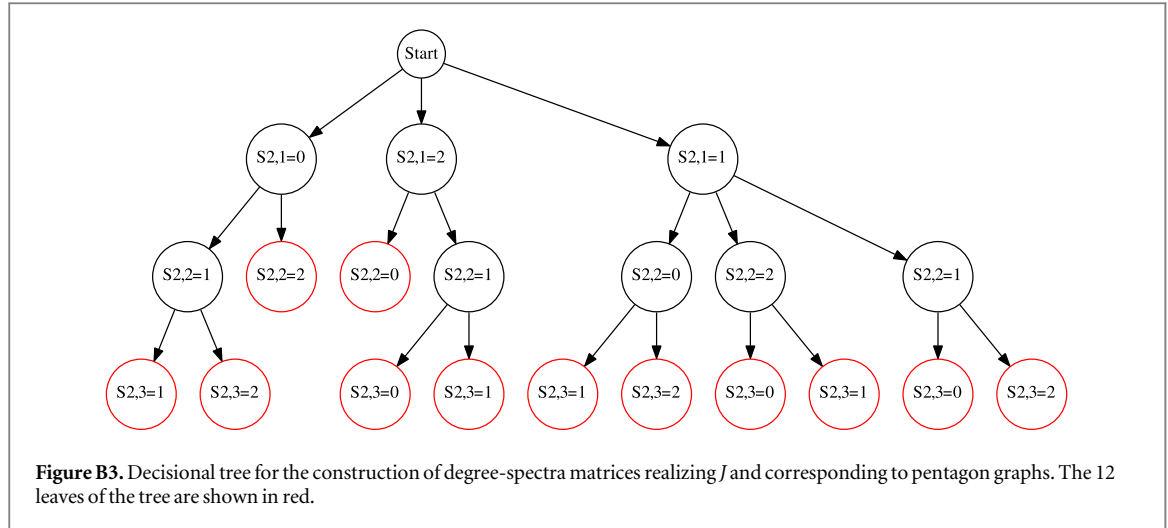 Start
S2,1=0
S2,1=2
S2,1=1
S2,2=1
S2,2=2
S2,2=0
S2,2=1
S2,2=0
S2,2=2
S2,2=1
S2,3=1
S2,3=2
S2,3=0
S2,3=1
S2,3=1
S2,3=2
S2,3=0
S2,3=1
S2,3=0
S2,3=2
Figure B3. Decisional tree for the construction of degree-spectra matrices realizing J and corresponding to pentagon graphs. The 12
leaves of the tree are shown in red.